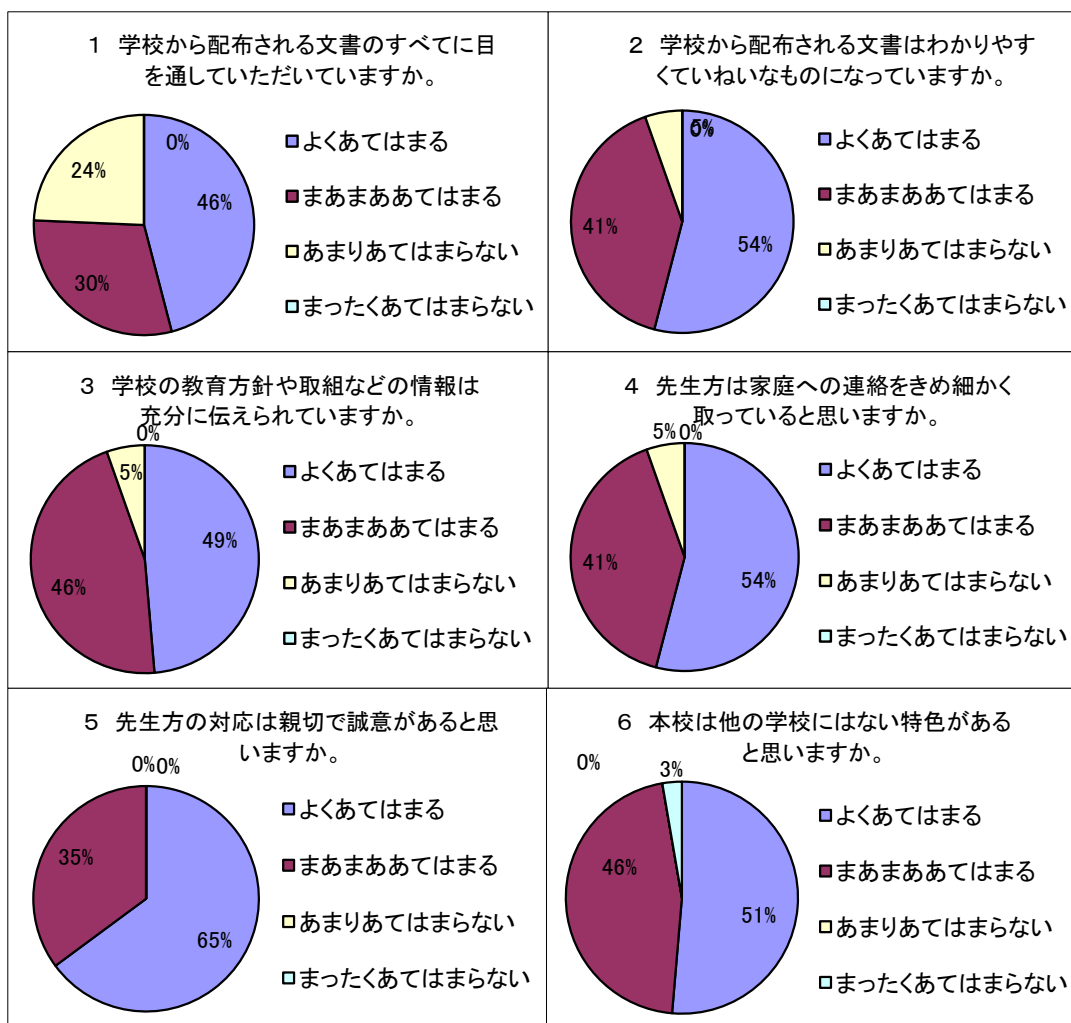 1 学校から配布される文書のすべてに目
を通していただいていますか。
0%
46%
30%
24%
よくあてはまる
まあまああてはまる
あまりあてはまらない
まったくあてはまらない
2 学校から配布される文書はわかりやす
くていねいなものになっていますか。
5%
0%
54%
41%
よくあてはまる
まあまああてはまる
あまりあてはまらない
まったくあてはまらない
3 学校の教育方針や取組などの情報は
充分に伝えられていますか。
0%
5%
49%
46%
よくあてはまる
まあまああてはまる
あまりあてはまらない
まったくあてはまらない
4 先生方は家庭への連絡をきめ細かく
取っていると思いますか。
5% 0%
41%
54%
よくあてはまる
まあまああてはまる
あまりあてはまらない
まったくあてはまらない
5 先生方の対応は親切で誠意があると思
いますか。
0% 0%
35%
65%
よくあてはまる
まあまああてはまる
あまりあてはまらない
まったくあてはまらない
6 本校は他の学校にはない特色がある
と思いますか。
0%
3%
46%
51%
よくあてはまる
まあまああてはまる
あまりあてはまらない
まったくあてはまらない